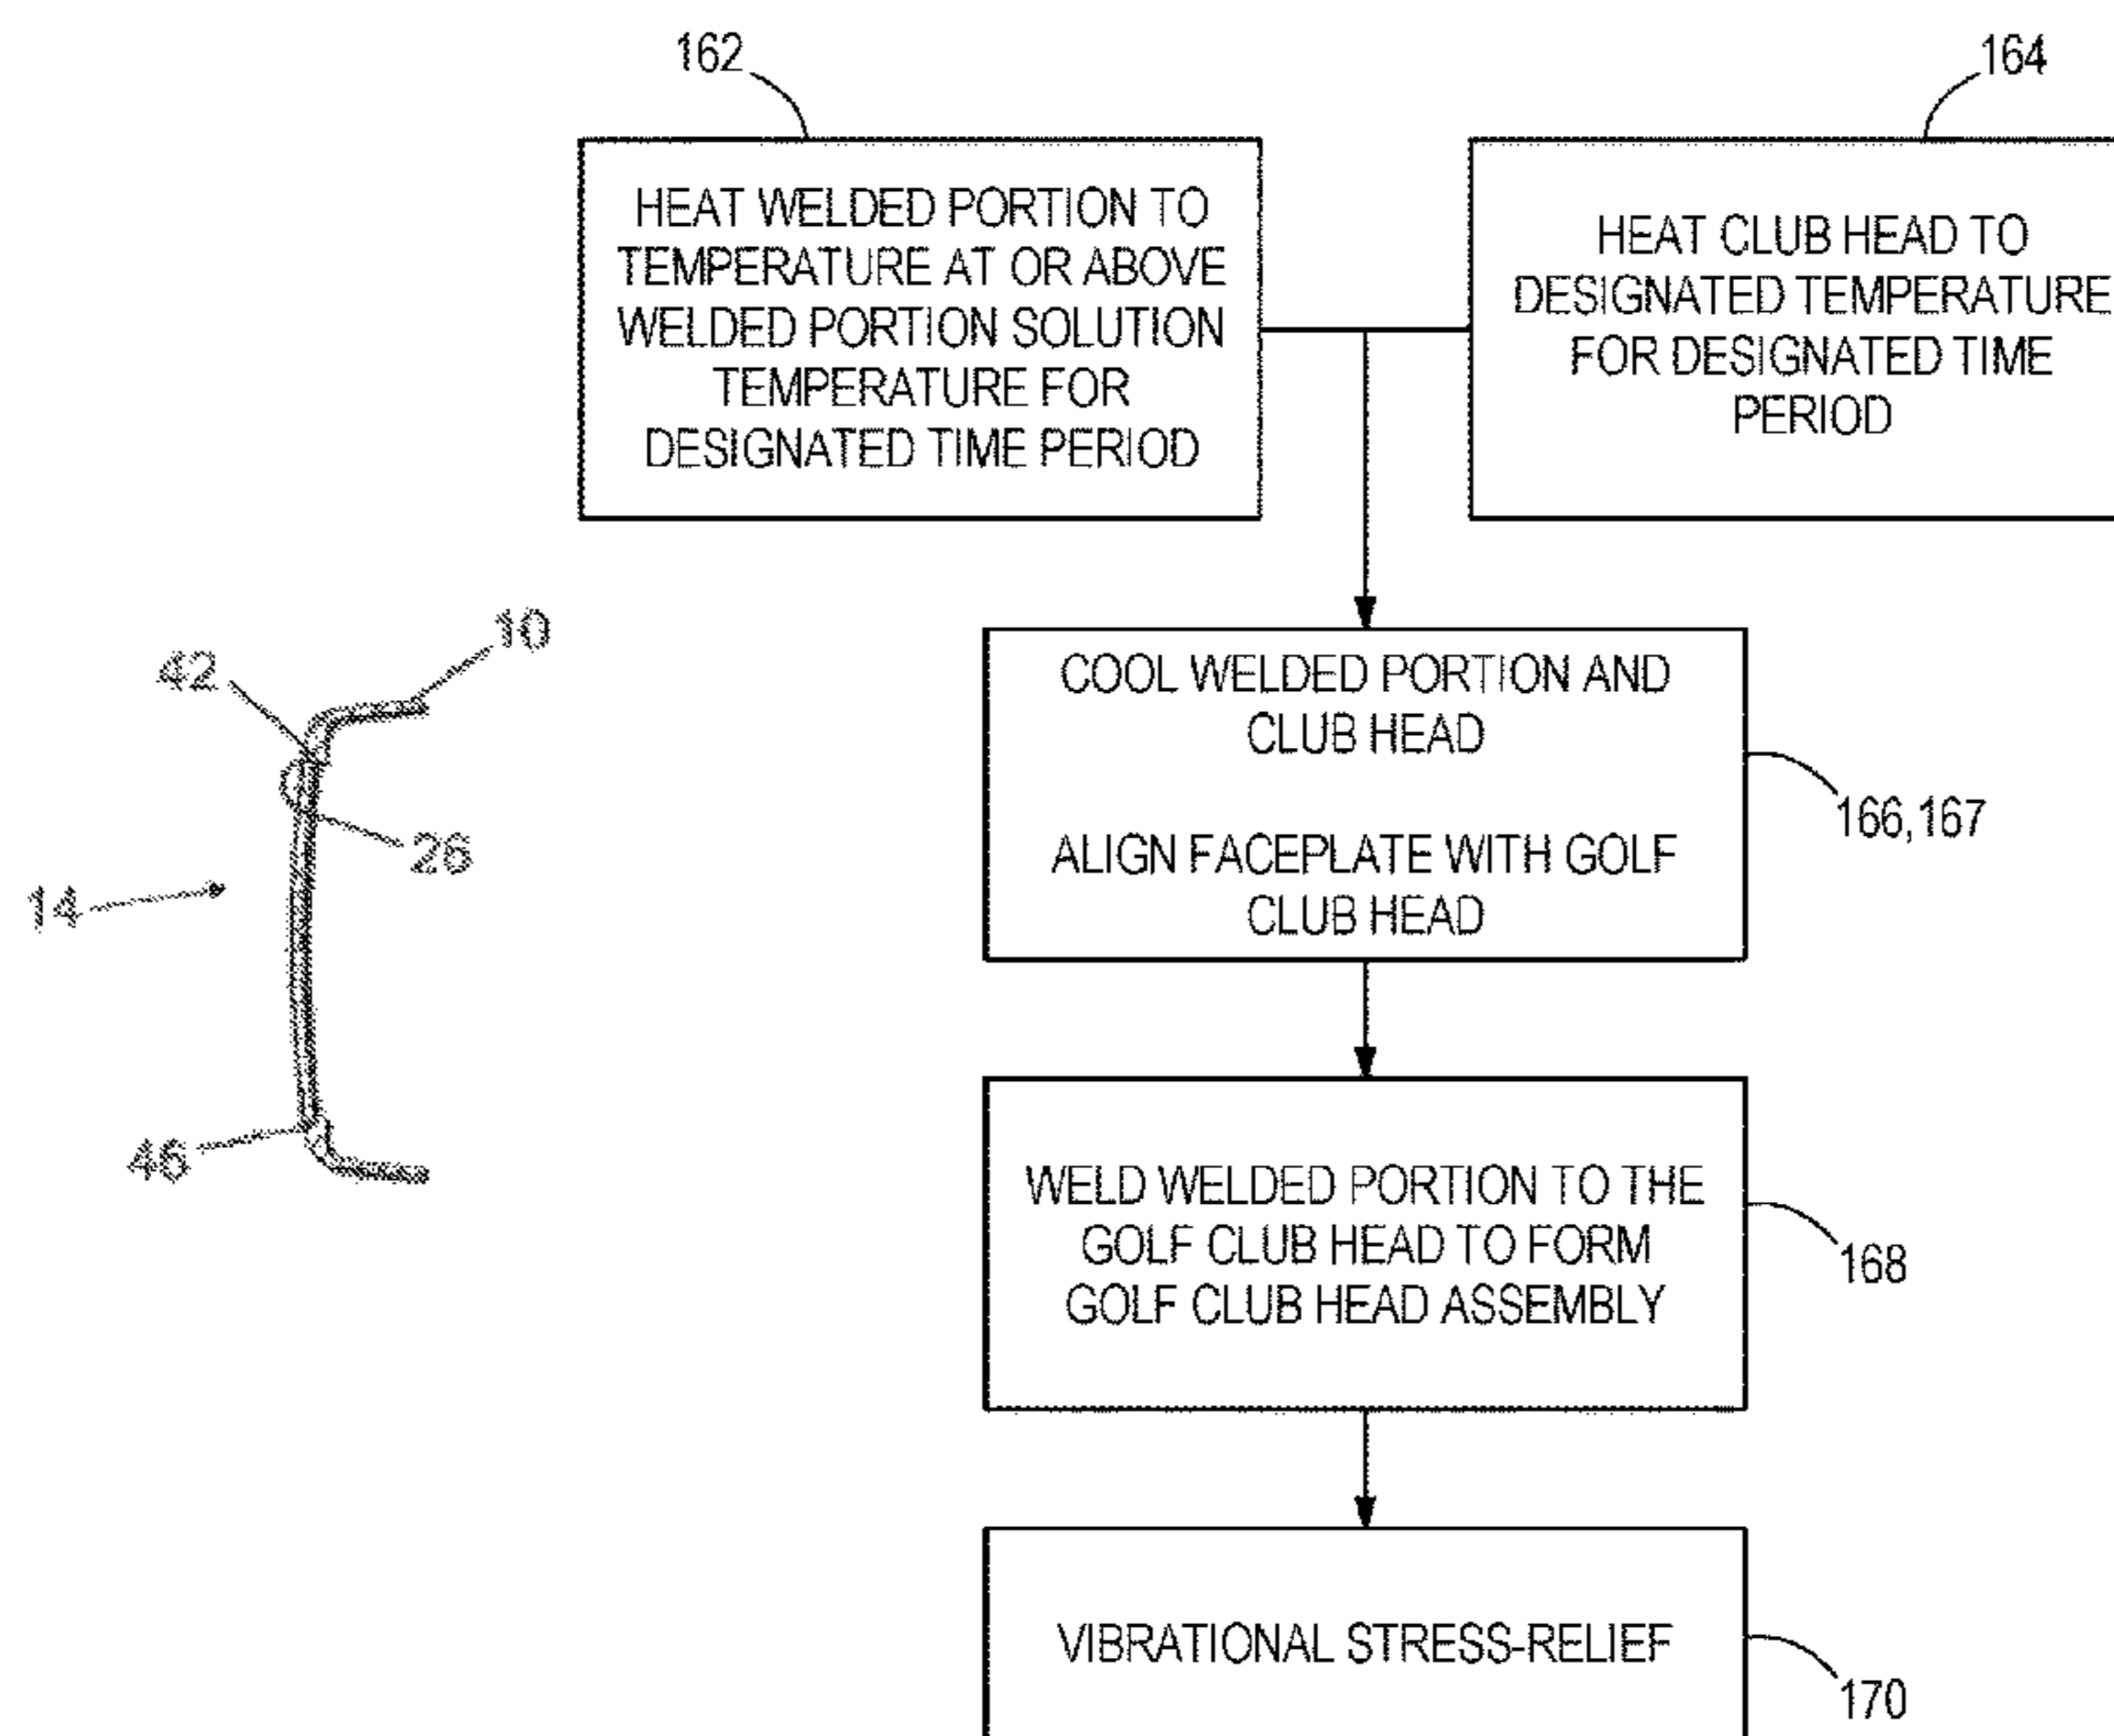 162
164
HEAT WELDED PORTION TO
TEMPERATURE AT OR ABOVE
WELDED PORTION SOLUTION
TEMPERATURE FOR
DESIGNATED TIME PERIOD
HEAT CLUB HEAD TO
DESIGNATED TEMPERATURE
FOR DESIGNATED TIME
PERIOD
10
42
26
14
46
COOL WELDED PORTION AND
CLUB HEAD
ALIGN FACEPLATE WITH GOLF
CLUB HEAD
166,167
WELD WELDED PORTION TO THE
GOLF CLUB HEAD TO FORM
GOLF CLUB HEAD ASSEMBLY
168
VIBRATIONAL STRESS-RELIEF
170